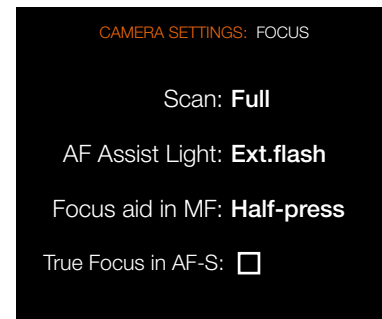 CAMERA SETTINGS: FOCUS
Scan: Full
AF Assist Light: Ext.flash
Focus aid in MF: Half-press
True Focus in AF-S: